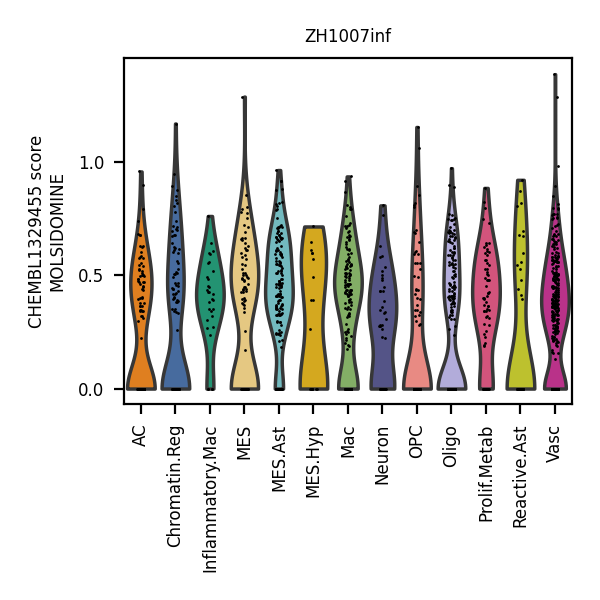 ZH1007inf
CHEMBL1329455 score
MOLSIDOMINE
1.0
0.5
0.0
AC
Chromatin.Reg
Inflammatory.Mac
MES
MES.Ast
MES.Hyp
Mac
Neuron
OPC
Oligo
Prolif.Metab
Reactive.Ast
Vasc